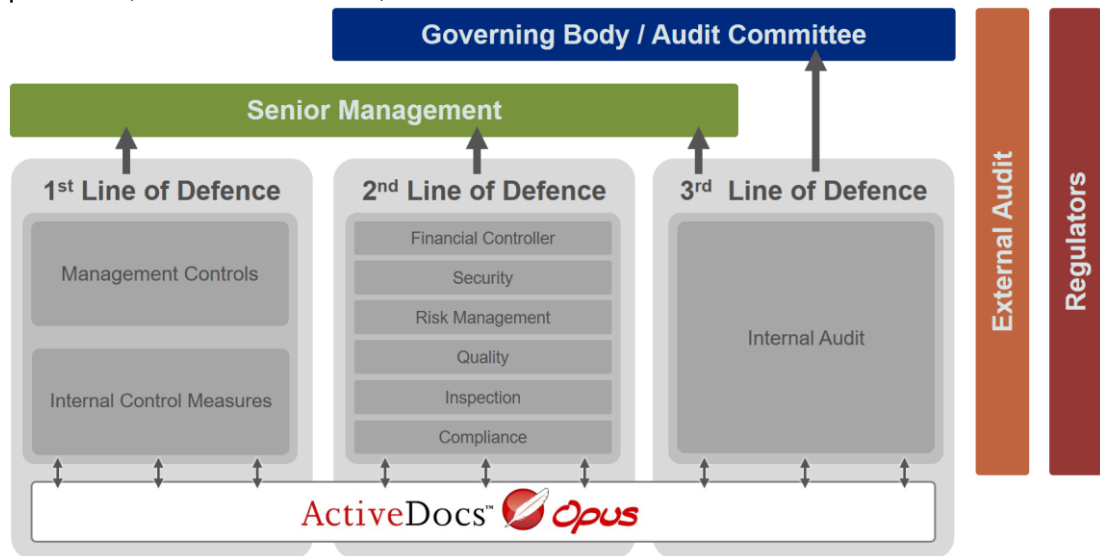 Governing Body / Audit Committee
Senior Management
1st Line of Defence
Management Controls
Internal Control Measures
2nd Line of Defence
Financial Controller
Security
Risk Management
Quality
Inspection
Compliance
3rd Line of Defence
Internal Audit
External Audit
Regulators
ActiveDocs™ Opus